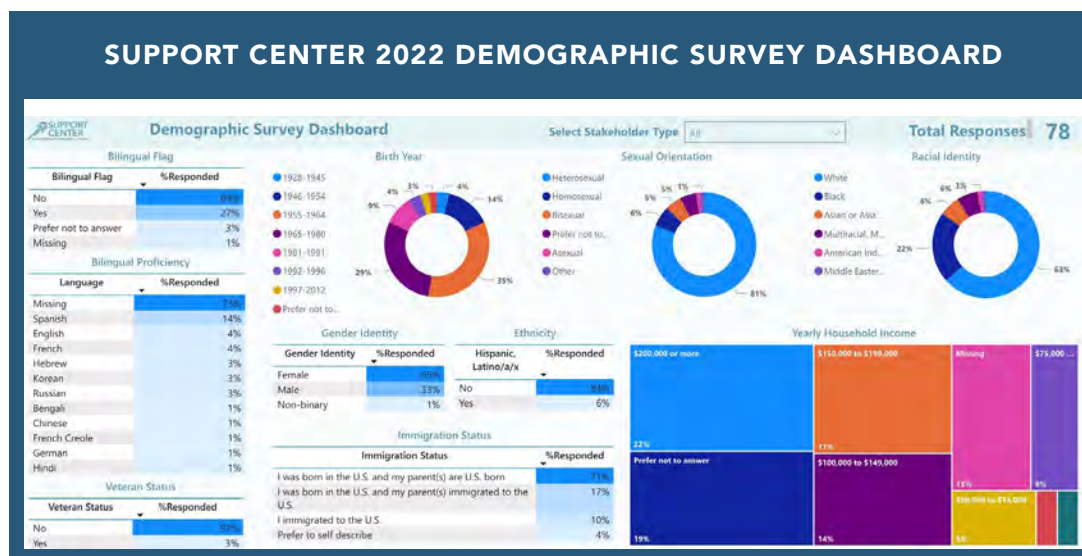 SUPPORT CENTER 2022 DEMOGRAPHIC SURVEY DASHBOARD
SUPPORT CENTER
Demographic Survey Dashboard
Select Stakeholder Type All
Total Responses 78
Bilingual Flag
Bilingual Flag %Responded
No
Yes 27%
Prefer not to answer 3%
Missing 1%
Bilingual Proficiency
Language %Responded
Missing 73%
Spanish 14%
English 4%
French 4%
Hebrew 3%
Korean 3%
Russian 3%
Bengali 1%
Chinese 1%
French Creole 1%
German 1%
Hindi 1%
Veteran Status
Veteran Status %Responded
No 97%
Yes 3%
Birth Year
1928-1945
1946-1954
1955-1964
1965-1980
1981-1991
1992-1996
1997-2012
Prefer not to...
4%
14%
35%
29%
9%
4%
3%
Sexual Orientation
Heterosexual
Homosexual
Bisexual
Prefer not to...
Asexual
Other
81%
6%
5%
5%
1%
Racial Identity
White
Black
Asian or Asia...
Multiracial, M...
American Ind...
Middle Easter...
63%
22%
6%
6%
3%
Gender Identity
Gender Identity %Responded
Female
Male 33%
Non-binary 1%
Ethnicity
Hispanic, Latino/a/x %Responded
No
Yes 6%
Immigration Status
Immigration Status %Responded
I was born in the U.S. and my parent(s) are U.S. born 71%
I was born in the U.S. and my parent(s) immigrated to the U.S. 17%
I immigrated to the U.S. 10%
Prefer to self describe 4%
Yearly Household Income
$200,000 or more
22%
Prefer not to answer
19%
$150,000 to $199,000
17%
$100,000 to $149,000
14%
Missing
13%
$75,000 ...